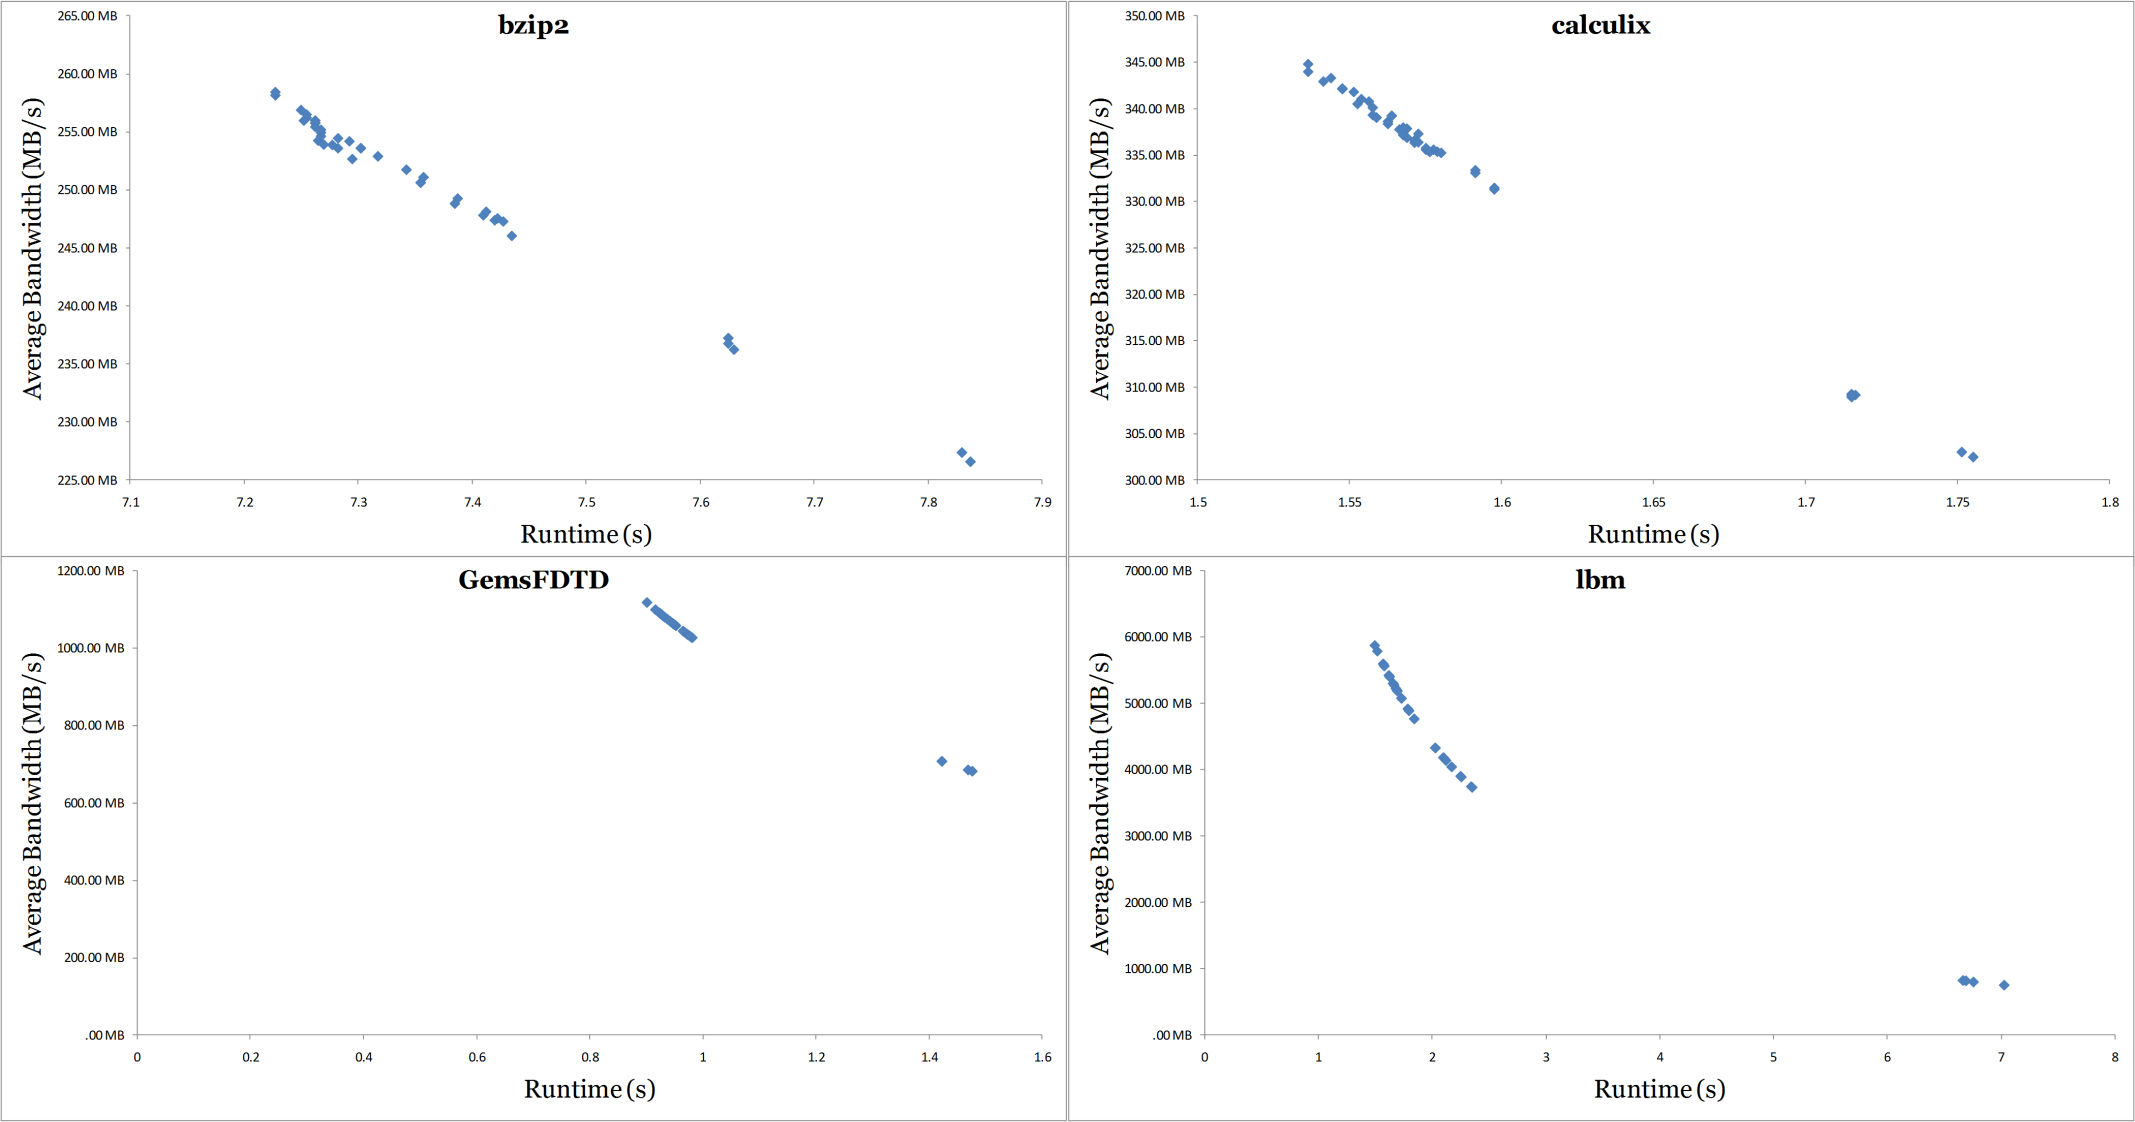 bzip2
265.00 MB
260.00 MB
255.00 MB
250.00 MB
245.00 MB
240.00 MB
235.00 MB
230.00 MB
225.00 MB
Average Bandwidth (MB/s)
7.1 7.2 7.3 7.4 7.5 7.6 7.7 7.8 7.9
Runtime (s)
calculix
350.00 MB
345.00 MB
340.00 MB
335.00 MB
330.00 MB
325.00 MB
320.00 MB
315.00 MB
310.00 MB
305.00 MB
300.00 MB
Average Bandwidth (MB/s)
1.5 1.55 1.6 1.65 1.7 1.75 1.8
Runtime (s)
GemsFDTD
1200.00 MB
1000.00 MB
800.00 MB
600.00 MB
400.00 MB
200.00 MB
.00 MB
Average Bandwidth (MB/s)
0 0.2 0.4 0.6 0.8 1 1.2 1.4 1.6
Runtime (s)
lbm
7000.00 MB
6000.00 MB
5000.00 MB
4000.00 MB
3000.00 MB
2000.00 MB
1000.00 MB
.00 MB
Average Bandwidth (MB/s)
0 1 2 3 4 5 6 7 8
Runtime (s)